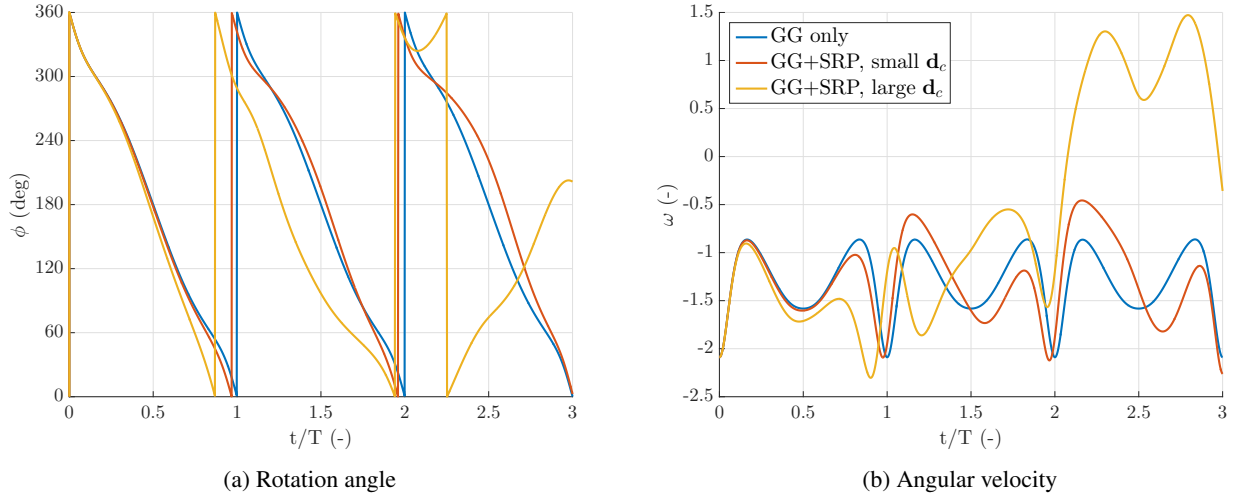 360
300
240
180
120
60
0
ϕ (deg)
0 0.5 1 1.5 2 2.5 3
t/T (-)
(a) Rotation angle
1.5
1
0.5
0
-0.5
-1
-1.5
-2
-2.5
ω (-)
GG only
GG+SRP, small d_c
GG+SRP, large d_c
0 0.5 1 1.5 2 2.5 3
t/T (-)
(b) Angular velocity